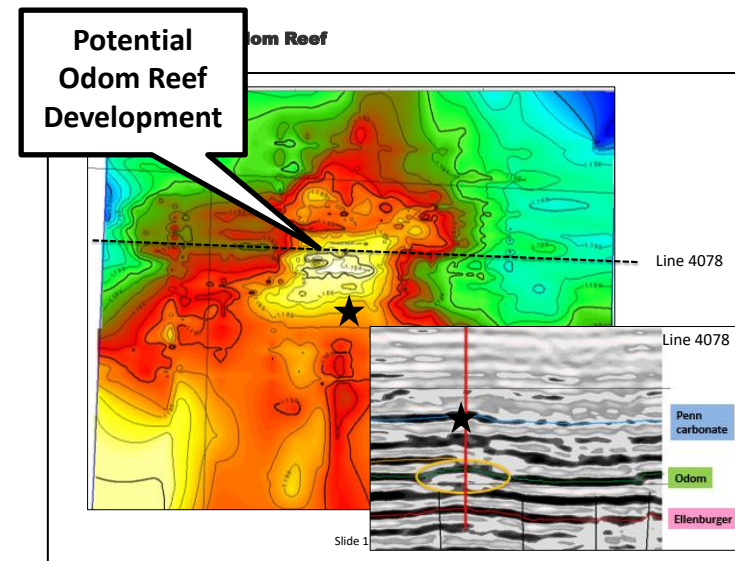 dom Reef
Potential
Odom Reef
Development
Line 4078
Line 4078
Penn
carbonate
Odom
Ellenburger
Slide 1